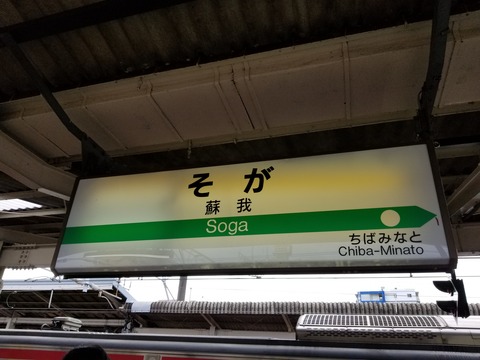 そが
蘇我
Soga
ちばみなと
Chiba-Minato